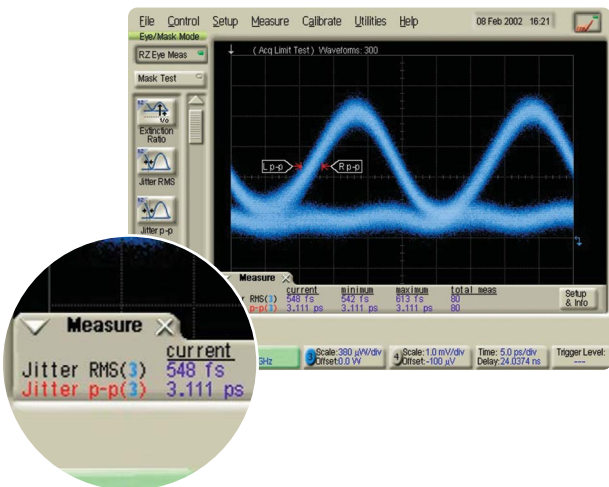 File Control Setup Measure Calibrate Utilities Help 08 Feb 2002 16:21
Eye/Mask Mode
RZ Eye Meas
Mask Test
( Acq Limit Test ) Waveforms: 300
Extinction
Ratio
Jitter RMS
Jitter p-p
L p-p
R p-p
Measure
current minimum maximum total meas
RMS(3) 548 fs 542 fs 613 fs 80
p-p(3) 3.111 ps 3.111 ps 3.111 ps 80
Setup
& Info
GHz
3 Scale:380 µW/div
Offset:0.0 W
4 Scale:1.0 mV/div
Offset:-100 µV
Time: 5.0 ps/div
Delay:24.0374 ns
Trigger Level:
---
Measure
current
Jitter RMS(3) 548 fs
Jitter p-p(3) 3.111 ps